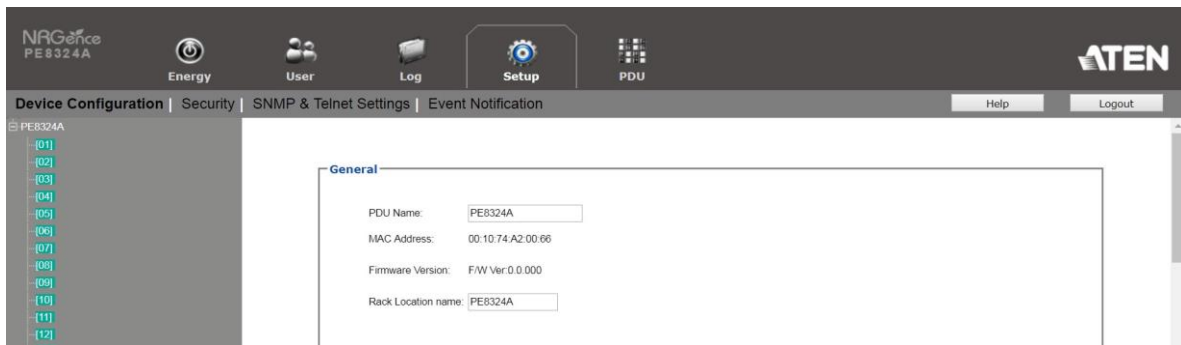 NRGence
PE8324A
Energy
User
Log
Setup
PDU
ATEN
Device Configuration | Security | SNMP & Telnet Settings | Event Notification
Help
Logout
PE8324A
[01]
[02]
[03]
[04]
[05]
[06]
[07]
[08]
[09]
[10]
[11]
[12]
General
PDU Name: PE8324A
MAC Address: 00:10:74:A2:00:66
Firmware Version: F/W Ver:0.0.000
Rack Location name: PE8324A